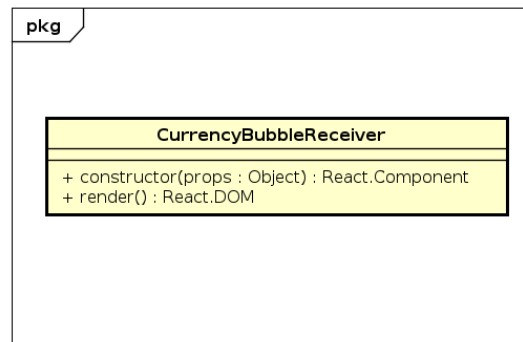 pkg
CurrencyBubbleReceiver
+ constructor(props : Object) : React.Component
+ render() : React.DOM